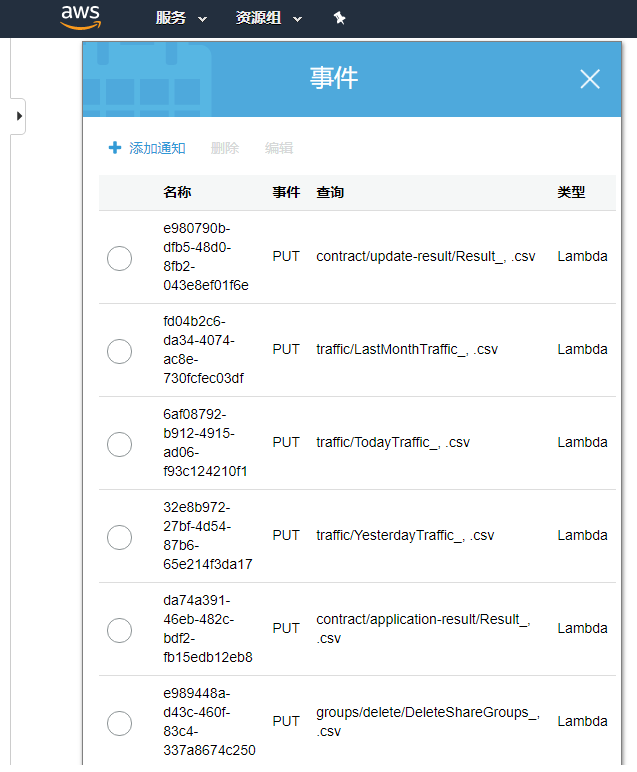 aws 服务 资源组
事件
添加通知 删除 编辑
名称 事件 查询 类型
e980790b-
dfb5-48d0-
8fb2-
043e8ef01f6e
PUT contract/update-result/Result_, .csv Lambda
fd04b2c6-
da34-4074-
ac8e-
730fcfec03df
PUT traffic/LastMonthTraffic_, .csv Lambda
6af08792-
b912-4915-
ad06-
f93c124210f1
PUT traffic/TodayTraffic_, .csv Lambda
32e8b972-
27bf-4d54-
87b6-
65e214f3da17
PUT traffic/YesterdayTraffic_, .csv Lambda
da74a391-
46eb-482c-
bdf2-
fb15edb12eb8
PUT contract/application-result/Result_,
.csv
Lambda
e989448a-
d43c-460f-
83c4-
337a8674c250
PUT groups/delete/DeleteShareGroups_,
.csv
Lambda